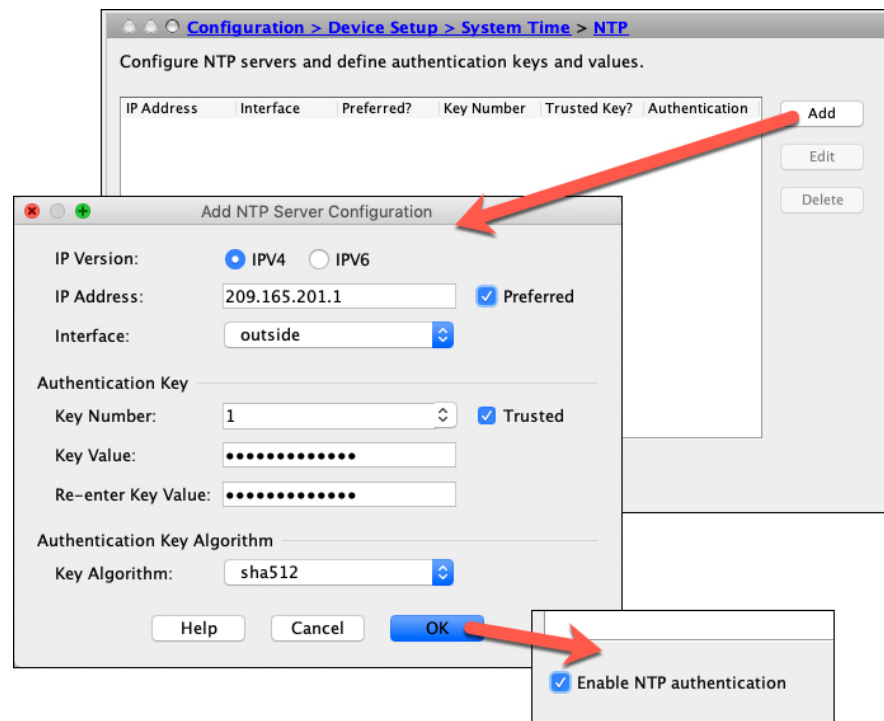 Configuration > Device Setup > System Time > NTP
Configure NTP servers and define authentication keys and values.
IP Address Interface Preferred? Key Number Trusted Key? Authentication
Add
Edit
Delete
Add NTP Server Configuration
IP Version: IPV4 IPV6
IP Address: 209.165.201.1 Preferred
Interface: outside
Authentication Key
Key Number: 1 Trusted
Key Value: •••••••••••••
Re-enter Key Value: •••••••••••••
Authentication Key Algorithm
Key Algorithm: sha512
Help Cancel OK
Enable NTP authentication